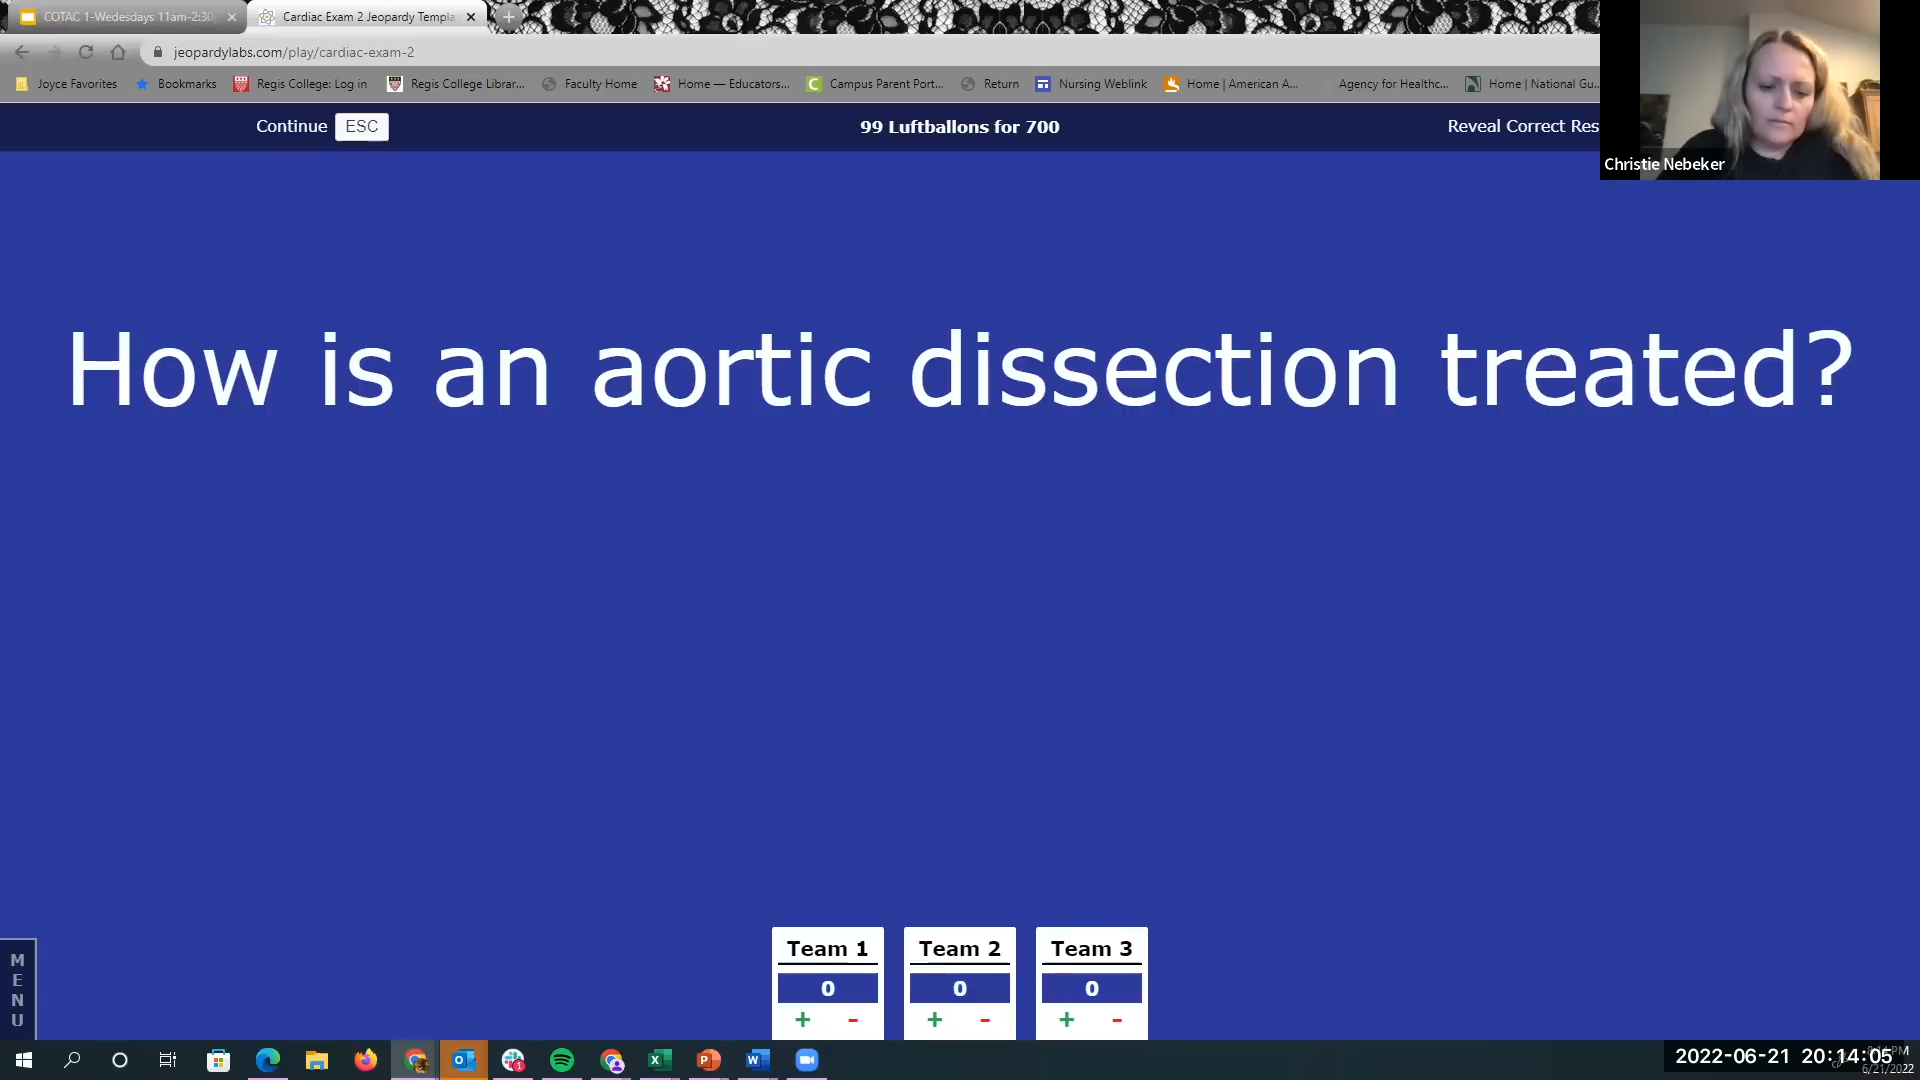 COTAC 1-Wedesdays 11am-2:30
Cardiac Exam 2 Jeopardy Templa
jeopardylabs.com/play/cardiac-exam-2
Joyce Favorites Bookmarks Regis College: Log in Regis College Librar... Faculty Home Home — Educators... Campus Parent Port... Return Nursing Weblink Home | American A... Agency for Healthc... Home | National Gu...
Continue ESC 99 Luftballons for 700 Reveal Correct Res
Christie Nebeker
How is an aortic dissection treated?
MENU
Team 1 Team 2 Team 3
0 0 0
+ - + - + -
2022-06-21 20:14:05
6/21/2022